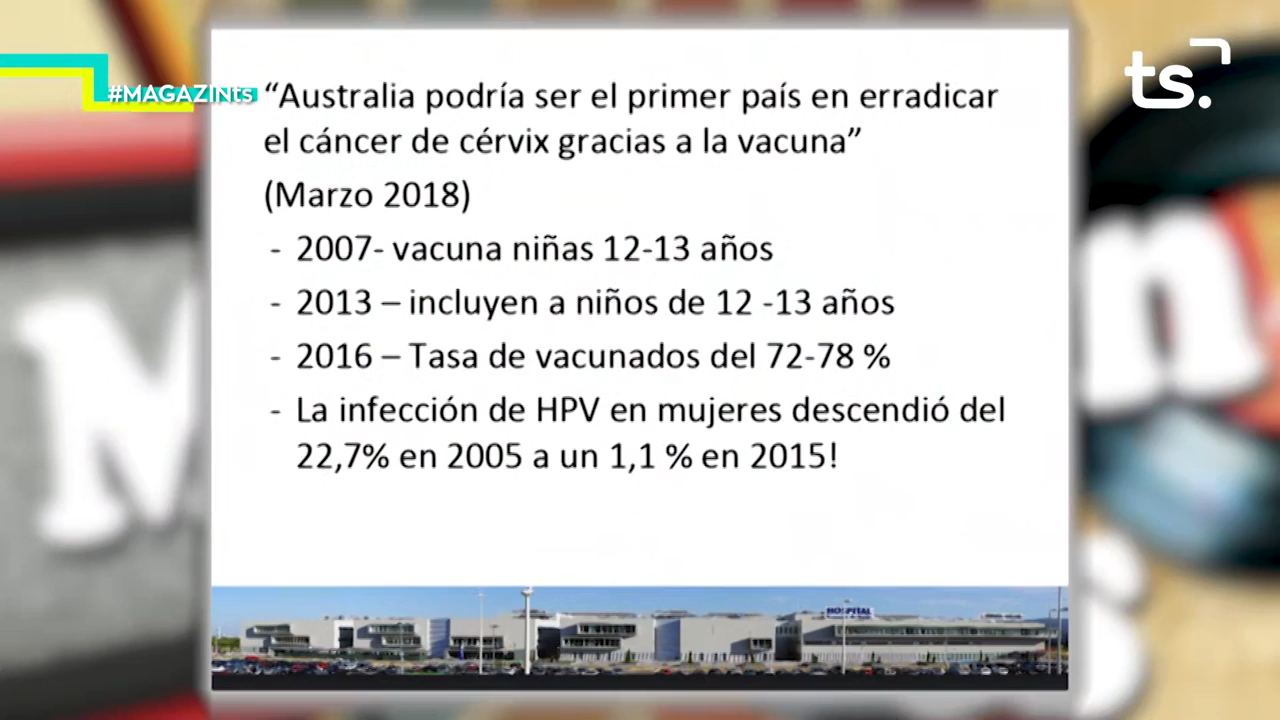 #MAGAZINts
ts.
“Australia podría ser el primer país en erradicar
el cáncer de cérvix gracias a la vacuna”
(Marzo 2018)
- 2007- vacuna niñas 12-13 años
- 2013 – incluyen a niños de 12 -13 años
- 2016 – Tasa de vacunados del 72-78 %
- La infección de HPV en mujeres descendió del
22,7% en 2005 a un 1,1 % en 2015!
HOSPITAL